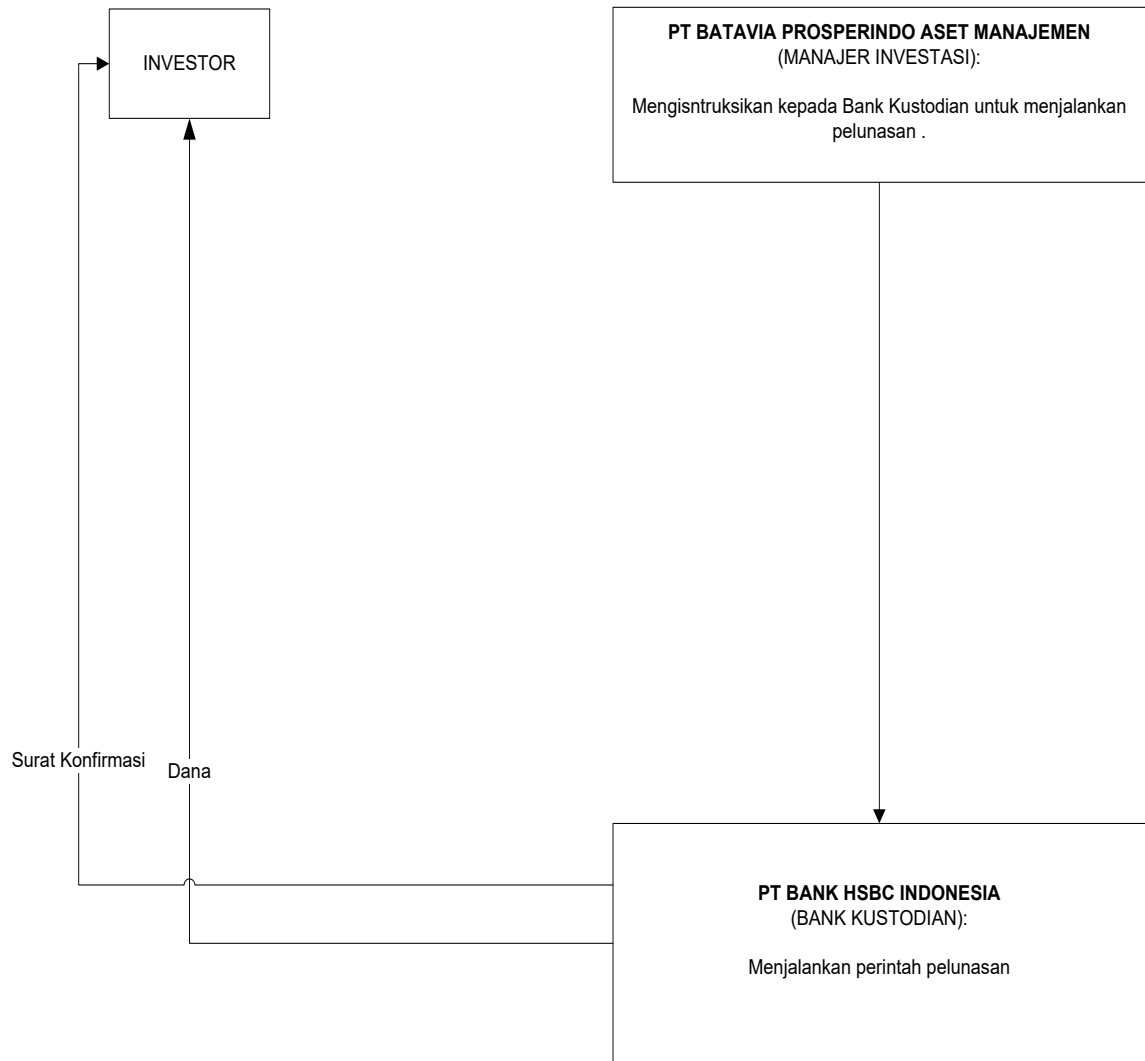 INVESTOR
PT BATAVIA PROSPERINDO ASET MANAJEMEN
(MANAJER INVESTASI):
Mengisntruksikan kepada Bank Kustodian untuk menjalankan
pelunasan .
Surat Konfirmasi
Dana
PT BANK HSBC INDONESIA
(BANK KUSTODIAN):
Menjalankan perintah pelunasan